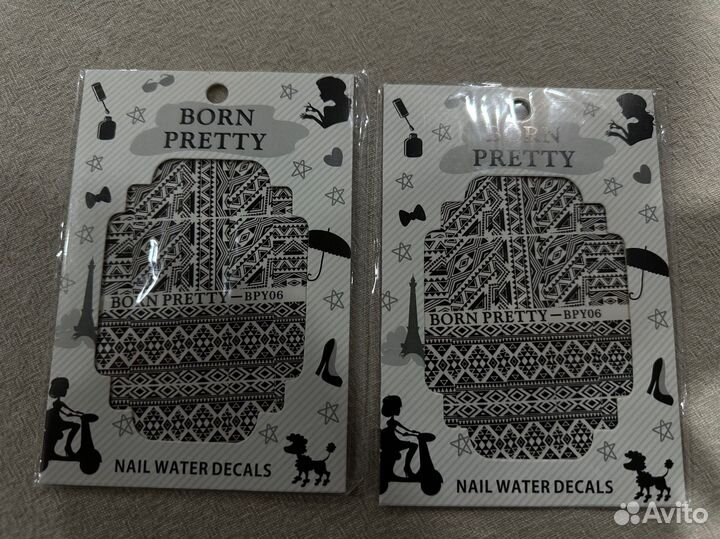 BORN
PRETTY
BORN PRETTY—BPY06
NAIL WATER DECALS
BORN
PRETTY
BORN PRETTY—BPY06
NAIL WATER DECALS
Avito